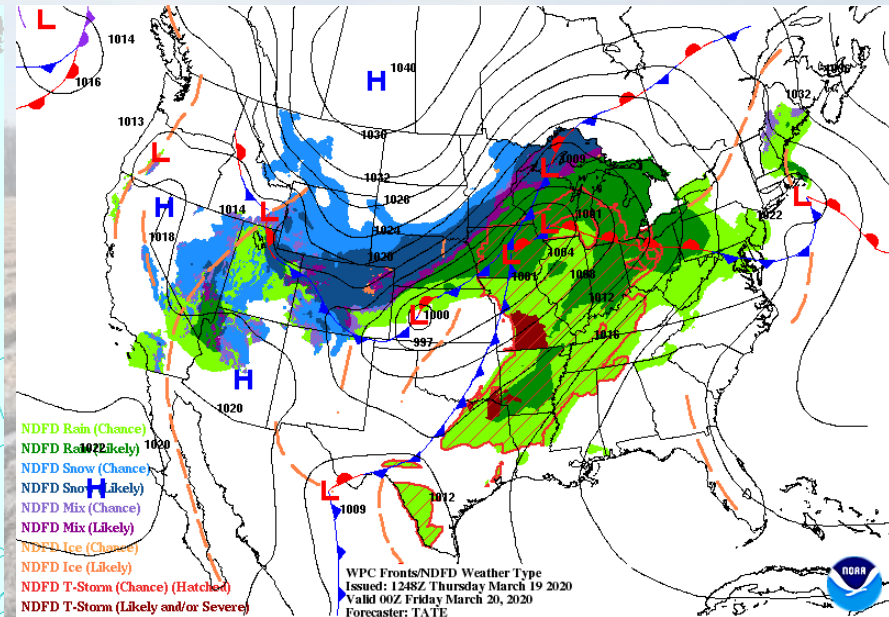 L
1014
1016
H
1040
1013
1030
1032
1009
L
L
1032
H
1014
L
1026
1001
L
L
1022
1018
1024
1004
L
1020
1001
1008
1012
L
1000
1016
997
H
1020
NDFD Rain (Chance)
NDFD Rain (Likely)
1022
1020
NDFD Snow (Chance)
NDFD Snow (Likely)
H
L
1012
NDFD Mix (Chance)
1009
NDFD Mix (Likely)
NDFD Ice (Chance)
NDFD Ice (Likely)
NDFD T-Storm (Chance) (Hatched)
NDFD T-Storm (Likely and/or Severe)
WPC Fronts/NDFD Weather Type
Issued: 1248Z Thursday March 19 2020
Valid 00Z Friday March 20, 2020
Forecaster: TATE
NOAA